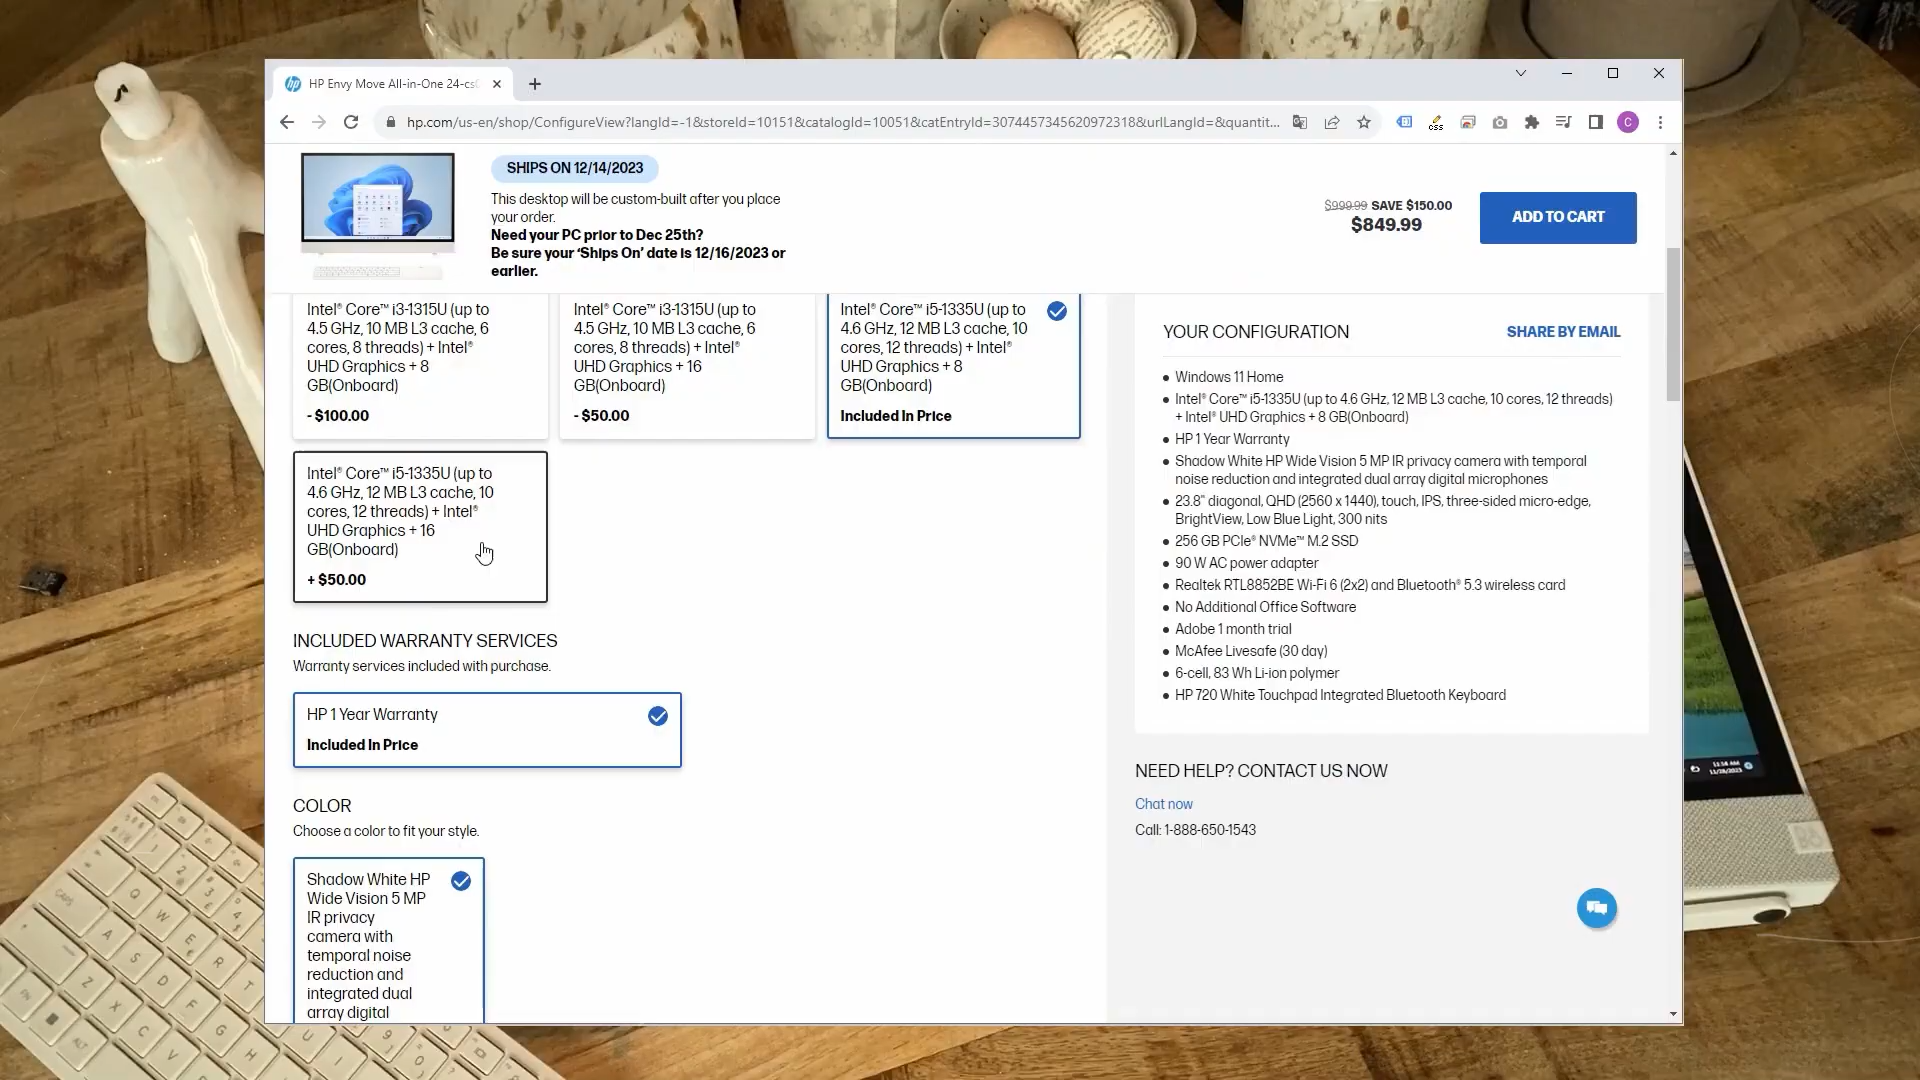 HP Envy Move All-in-One 24-cs
hp.com/us-en/shop/ConfigureView?langId=-1&storeId=10151&catalogId=10051&catEntryId=3074457345620972318&urlLangId=&quantit...
CSS
C
SHIPS ON 12/14/2023
This desktop will be custom-built after you place
your order.
Need your PC prior to Dec 25th?
Be sure your ‘Ships On’ date is 12/16/2023 or
earlier.
$999.99 SAVE $150.00
$849.99
ADD TO CART
Intel® Core™ i3-1315U (up to
4.5 GHz, 10 MB L3 cache, 6
cores, 8 threads) + Intel®
UHD Graphics + 8
GB(Onboard)
- $100.00
Intel® Core™ i3-1315U (up to
4.5 GHz, 10 MB L3 cache, 6
cores, 8 threads) + Intel®
UHD Graphics + 16
GB(Onboard)
- $50.00
Intel® Core™ i5-1335U (up to
4.6 GHz, 12 MB L3 cache, 10
cores, 12 threads) + Intel®
UHD Graphics + 8
GB(Onboard)
Included In Price
Intel® Core™ i5-1335U (up to
4.6 GHz, 12 MB L3 cache, 10
cores, 12 threads) + Intel®
UHD Graphics + 16
GB(Onboard)
+ $50.00
INCLUDED WARRANTY SERVICES
Warranty services included with purchase.
HP 1 Year Warranty
Included In Price
COLOR
Choose a color to fit your style.
Shadow White HP
Wide Vision 5 MP
IR privacy
camera with
temporal noise
reduction and
integrated dual
array digital
YOUR CONFIGURATION
SHARE BY EMAIL
● Windows 11 Home
● Intel® Core™ i5-1335U (up to 4.6 GHz, 12 MB L3 cache, 10 cores, 12 threads)
+ Intel® UHD Graphics + 8 GB(Onboard)
● HP 1 Year Warranty
● Shadow White HP Wide Vision 5 MP IR privacy camera with temporal
noise reduction and integrated dual array digital microphones
● 23.8" diagonal, QHD (2560 x 1440), touch, IPS, three-sided micro-edge,
BrightView, Low Blue Light, 300 nits
● 256 GB PCIe® NVMe™ M.2 SSD
● 90 W AC power adapter
● Realtek RTL8852BE Wi-Fi 6 (2x2) and Bluetooth® 5.3 wireless card
● No Additional Office Software
● Adobe 1 month trial
● McAfee Livesafe (30 day)
● 6-cell, 83 Wh Li-ion polymer
● HP 720 White Touchpad Integrated Bluetooth Keyboard
NEED HELP? CONTACT US NOW
Chat now
Call: 1-888-650-1543